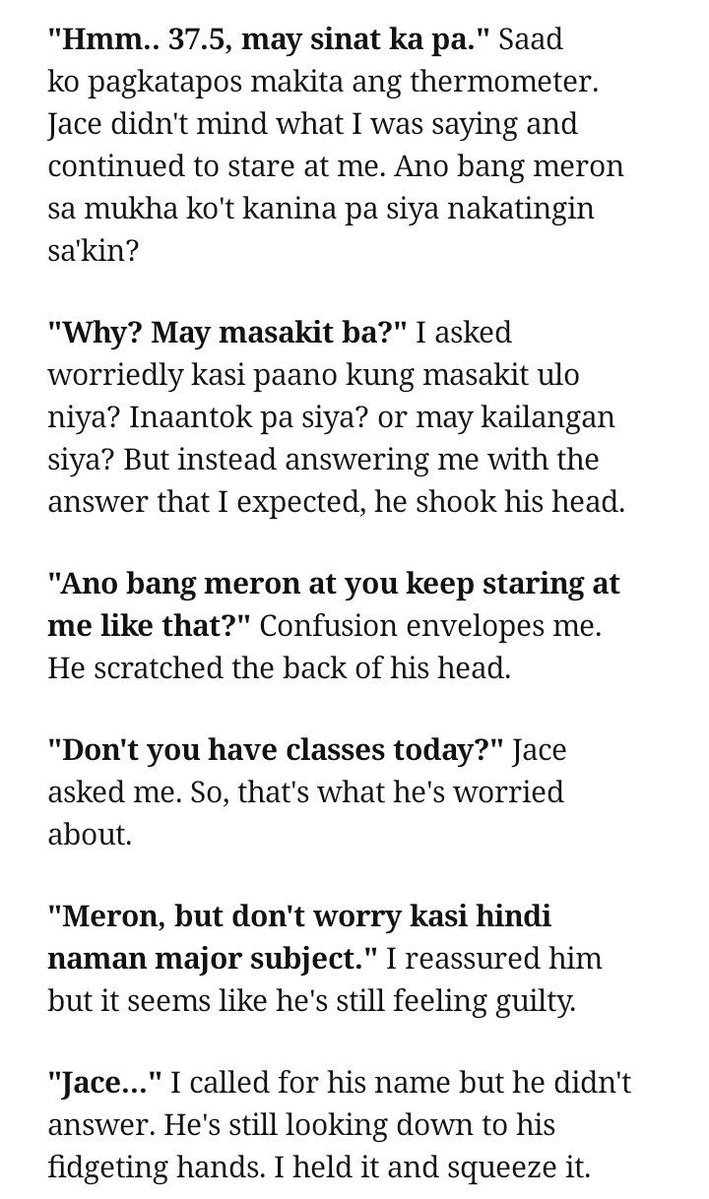 "Hmm.. 37.5, may sinat ka pa." Saad
ko pagkatapos makita ang thermometer.
Jace didn't mind what I was saying and
continued to stare at me. Ano bang meron
sa mukha ko't kanina pa siya nakatingin
sa'kin?
"Why? May masakit ba?" I asked
worriedly kasi paano kung masakit ulo
niya? Inaantok pa siya? or may kailangan
siya? But instead answering me with the
answer that I expected, he shook his head.
"Ano bang meron at you keep staring at
me like that?" Confusion envelopes me.
He scratched the back of his head.
"Don't you have classes today?" Jace
asked me. So, that's what he's worried
about.
"Meron, but don't worry kasi hindi
naman major subject." I reassured him
but it seems like he's still feeling guilty.
"Jace..." I called for his name but he didn't
answer. He's still looking down to his
fidgeting hands. I held it and squeeze it.